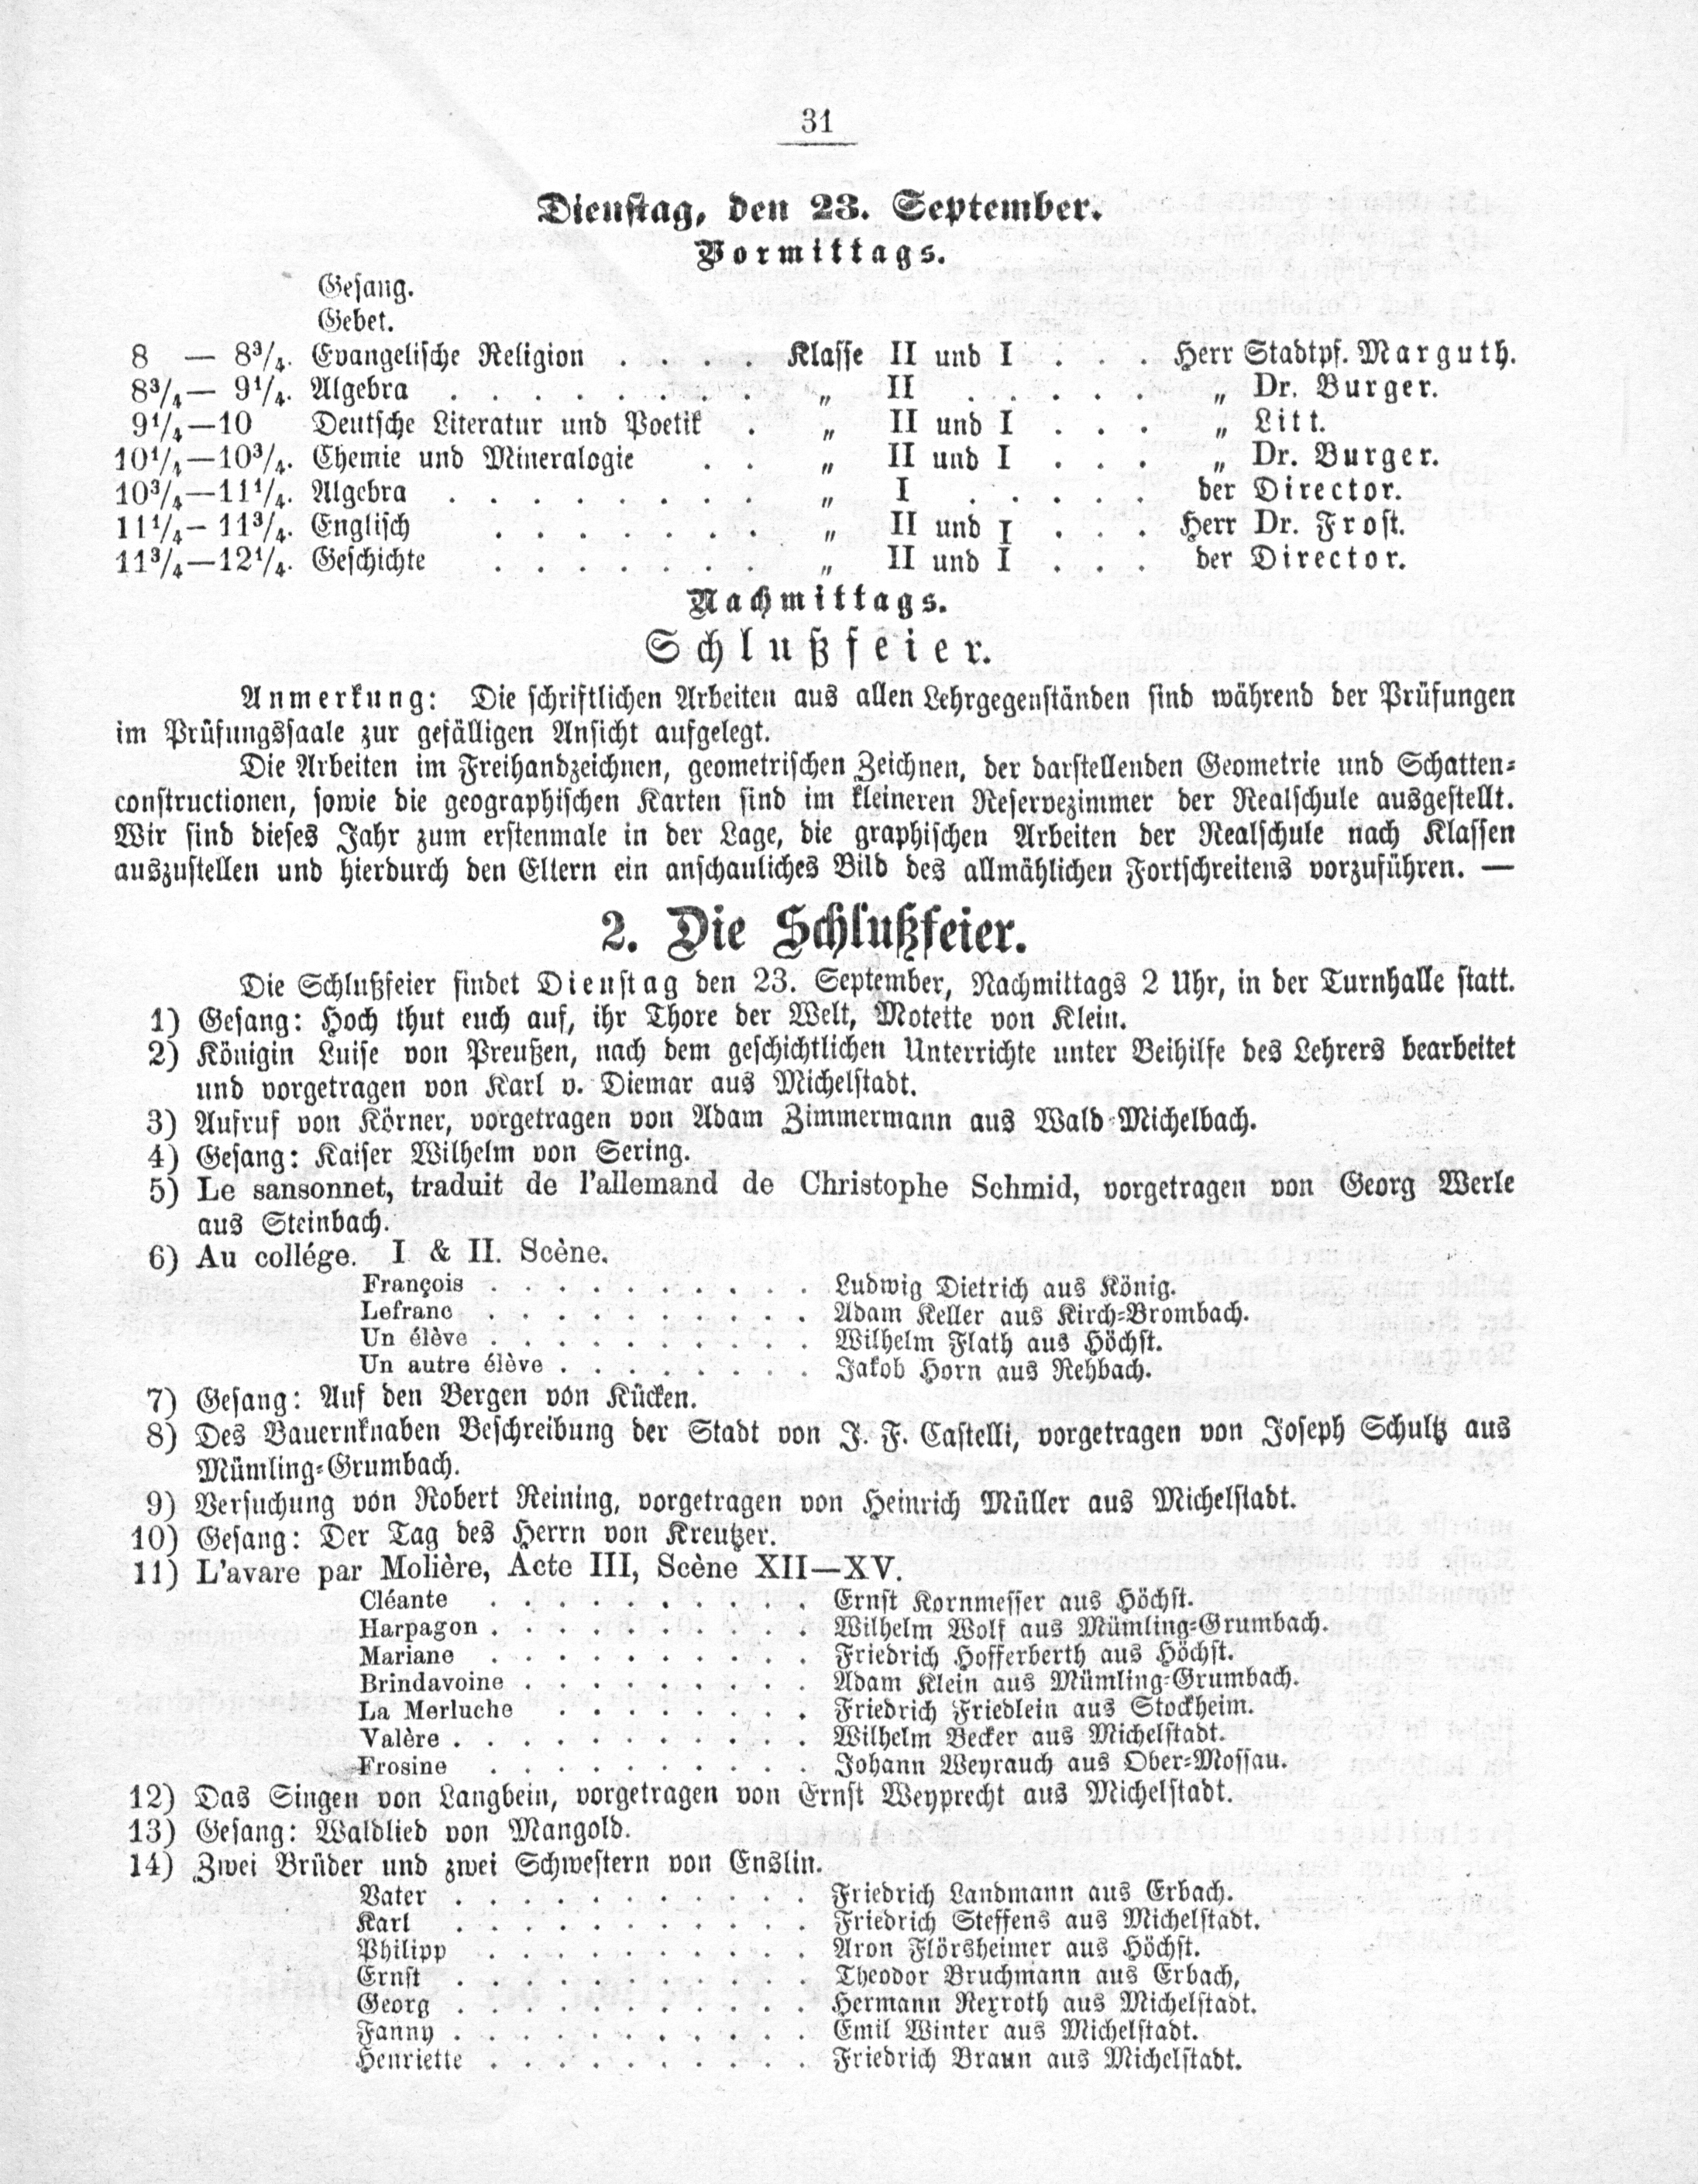 31
Dienstag, den 23. September.
Vormittags.
Gesang.
Gebet.
8 — 8³/₄. Evangelische Religion . . . . Klasse II und I . . . Herr Stadtpf. Marguth.
8³/₄— 9¹/₄. Algebra . . . . . . . . „ II . . . . . „ Dr. Burger.
9¹/₄—10 Deutsche Literatur und Poetik . „ II und I . . . „ Litt.
10¹/₄—10³/₄. Chemie und Mineralogie . . „ II und I . . . „ Dr. Burger.
10³/₄—11¹/₄. Algebra . . . . . . . . „ I . . . . . der Director.
11¹/₄— 11³/₄. Englisch . . . . . . . „ II und I . . . Herr Dr. Frost.
11³/₄—12¹/₄. Geschichte . . . . . . . „ II und I . . . der Director.
Nachmittags.
Schlußfeier.
Anmerkung: Die schriftlichen Arbeiten aus allen Lehrgegenständen sind während der Prüfungen
im Prüfungssaale zur gefälligen Ansicht aufgelegt.
Die Arbeiten im Freihandzeichnen, geometrischen Zeichnen, der darstellenden Geometrie und Schatten-
constructionen, sowie die geographischen Karten sind im kleineren Reservezimmer der Realschule ausgestellt.
Wir sind dieses Jahr zum erstenmale in der Lage, die graphischen Arbeiten der Realschule nach Klassen
auszustellen und hierdurch den Eltern ein anschauliches Bild des allmählichen Fortschreitens vorzuführen. —
2. Die Schlußfeier.
Die Schlußfeier findet Dienstag den 23. September, Nachmittags 2 Uhr, in der Turnhalle statt.
1) Gesang: Hoch thut euch auf, ihr Thore der Welt, Motette von Klein.
2) Königin Luise von Preußen, nach dem geschichtlichen Unterrichte unter Beihilfe des Lehrers bearbeitet
und vorgetragen von Karl v. Diemar aus Michelstadt.
3) Aufruf von Körner, vorgetragen von Adam Zimmermann aus Wald-Michelbach.
4) Gesang: Kaiser Wilhelm von Sering.
5) Le sansonnet, traduit de l'allemand de Christophe Schmid, vorgetragen von Georg Werle
aus Steinbach.
6) Au collége. I & II. Scène.
François . . . . . . . . . . Ludwig Dietrich aus König.
Lefranc . . . . . . . . . . Adam Keller aus Kirch-Brombach.
Un élève . . . . . . . . . . Wilhelm Flath aus Höchst.
Un autre élève . . . . . . . . Jakob Horn aus Rehbach.
7) Gesang: Auf den Bergen von Kücken.
8) Des Bauernknaben Beschreibung der Stadt von J. F. Castelli, vorgetragen von Joseph Schultz aus
Mümling-Grumbach.
9) Versuchung von Robert Reining, vorgetragen von Heinrich Müller aus Michelstadt.
10) Gesang: Der Tag des Herrn von Kreutzer.
11) L'avare par Molière, Acte III, Scène XII—XV.
Cléante . . . . . . . . . . Ernst Kornmesser aus Höchst.
Harpagon . . . . . . . . . . Wilhelm Wolf aus Mümling-Grumbach.
Mariane . . . . . . . . . . Friedrich Hofferberth aus Höchst.
Brindavoine . . . . . . . . . Adam Klein aus Mümling-Grumbach.
La Merluche . . . . . . . . Friedrich Friedlein aus Stockheim.
Valère . . . . . . . . . . . Wilhelm Becker aus Michelstadt.
Frosine . . . . . . . . . . Johann Weyrauch aus Ober-Mossau.
12) Das Singen von Langbein, vorgetragen von Ernst Weyprecht aus Michelstadt.
13) Gesang: Waldlied von Mangold.
14) Zwei Brüder und zwei Schwestern von Enslin.
Vater . . . . . . . . . . . Friedrich Landmann aus Erbach.
Karl . . . . . . . . . . . Friedrich Steffens aus Michelstadt.
Philipp . . . . . . . . . . Aron Flörsheimer aus Höchst.
Ernst . . . . . . . . . . . Theodor Bruchmann aus Erbach,
Georg . . . . . . . . . . . Hermann Rexroth aus Michelstadt.
Fanny . . . . . . . . . . . Emil Winter aus Michelstadt.
Henriette . . . . . . . . . . Friedrich Braun aus Michelstadt.